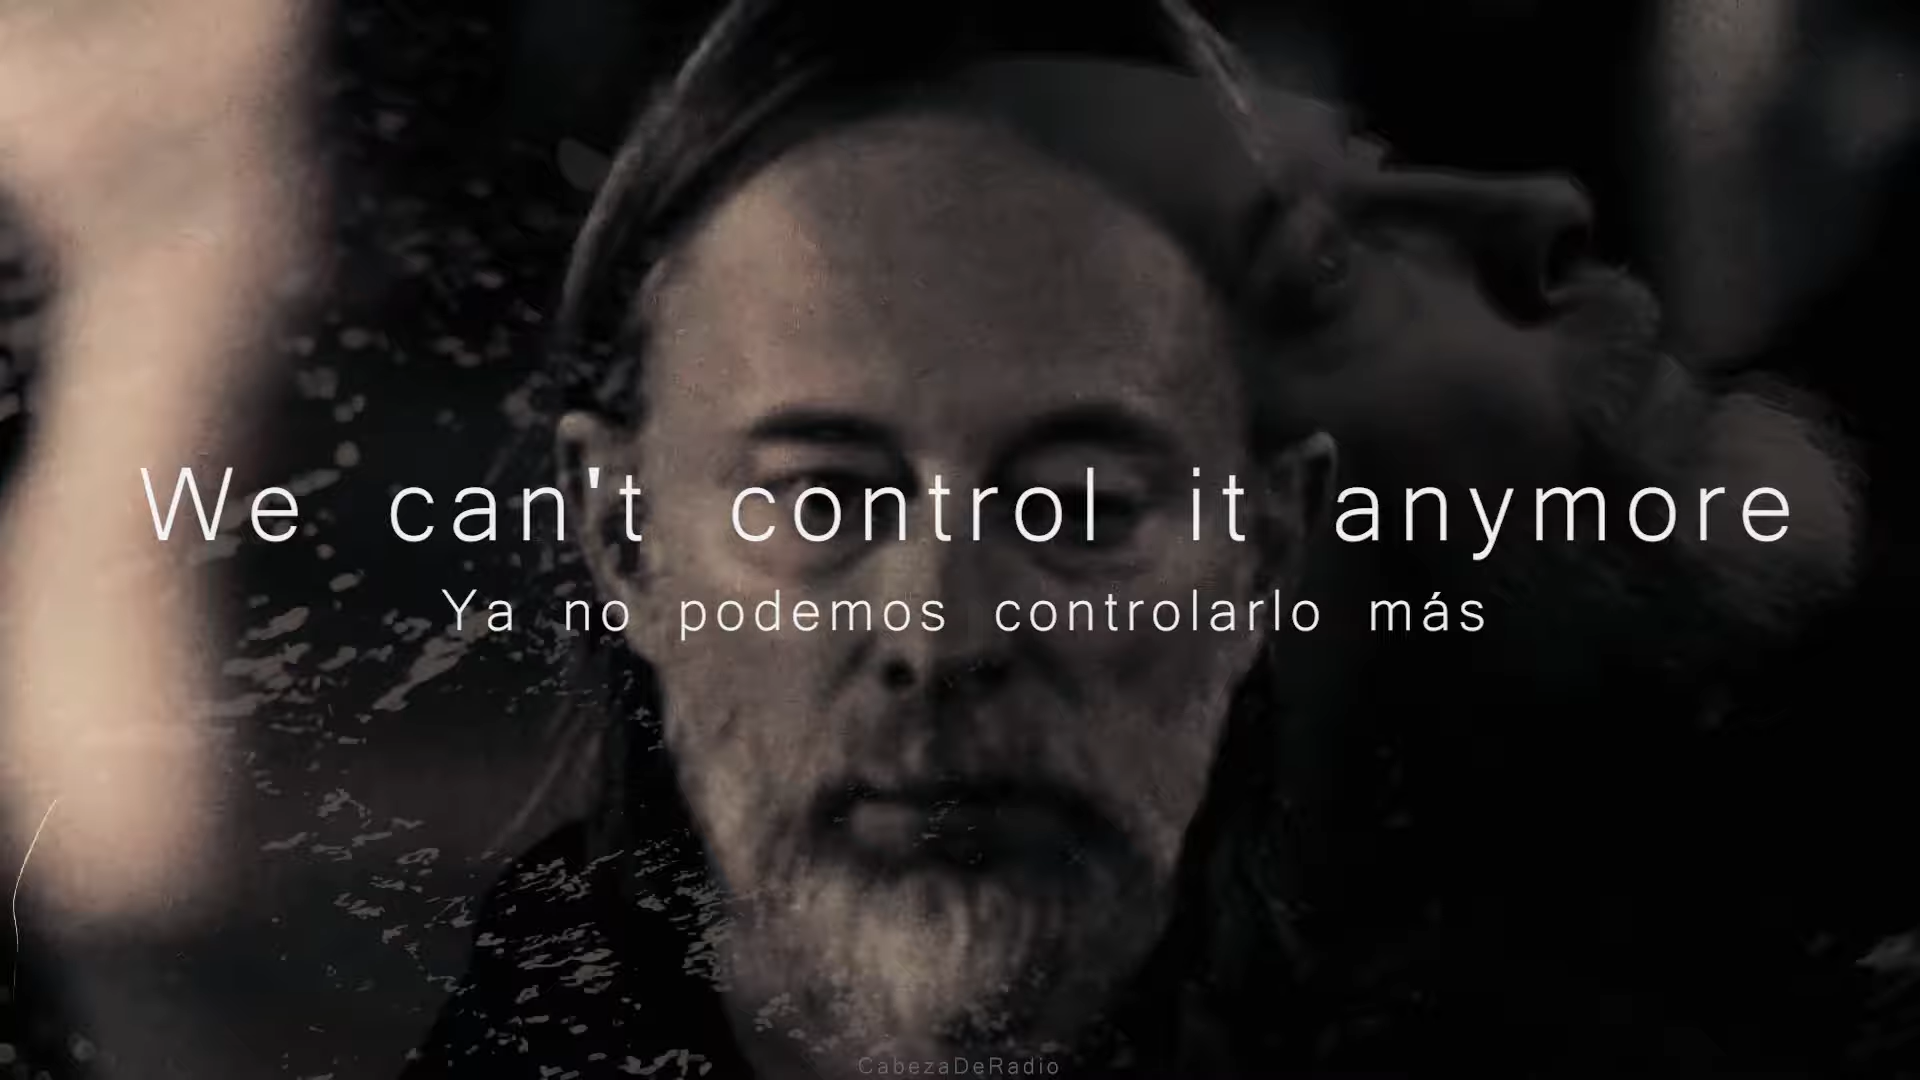 We can't control it anymore
Ya no podemos controlarlo más
CabezaDeRadio